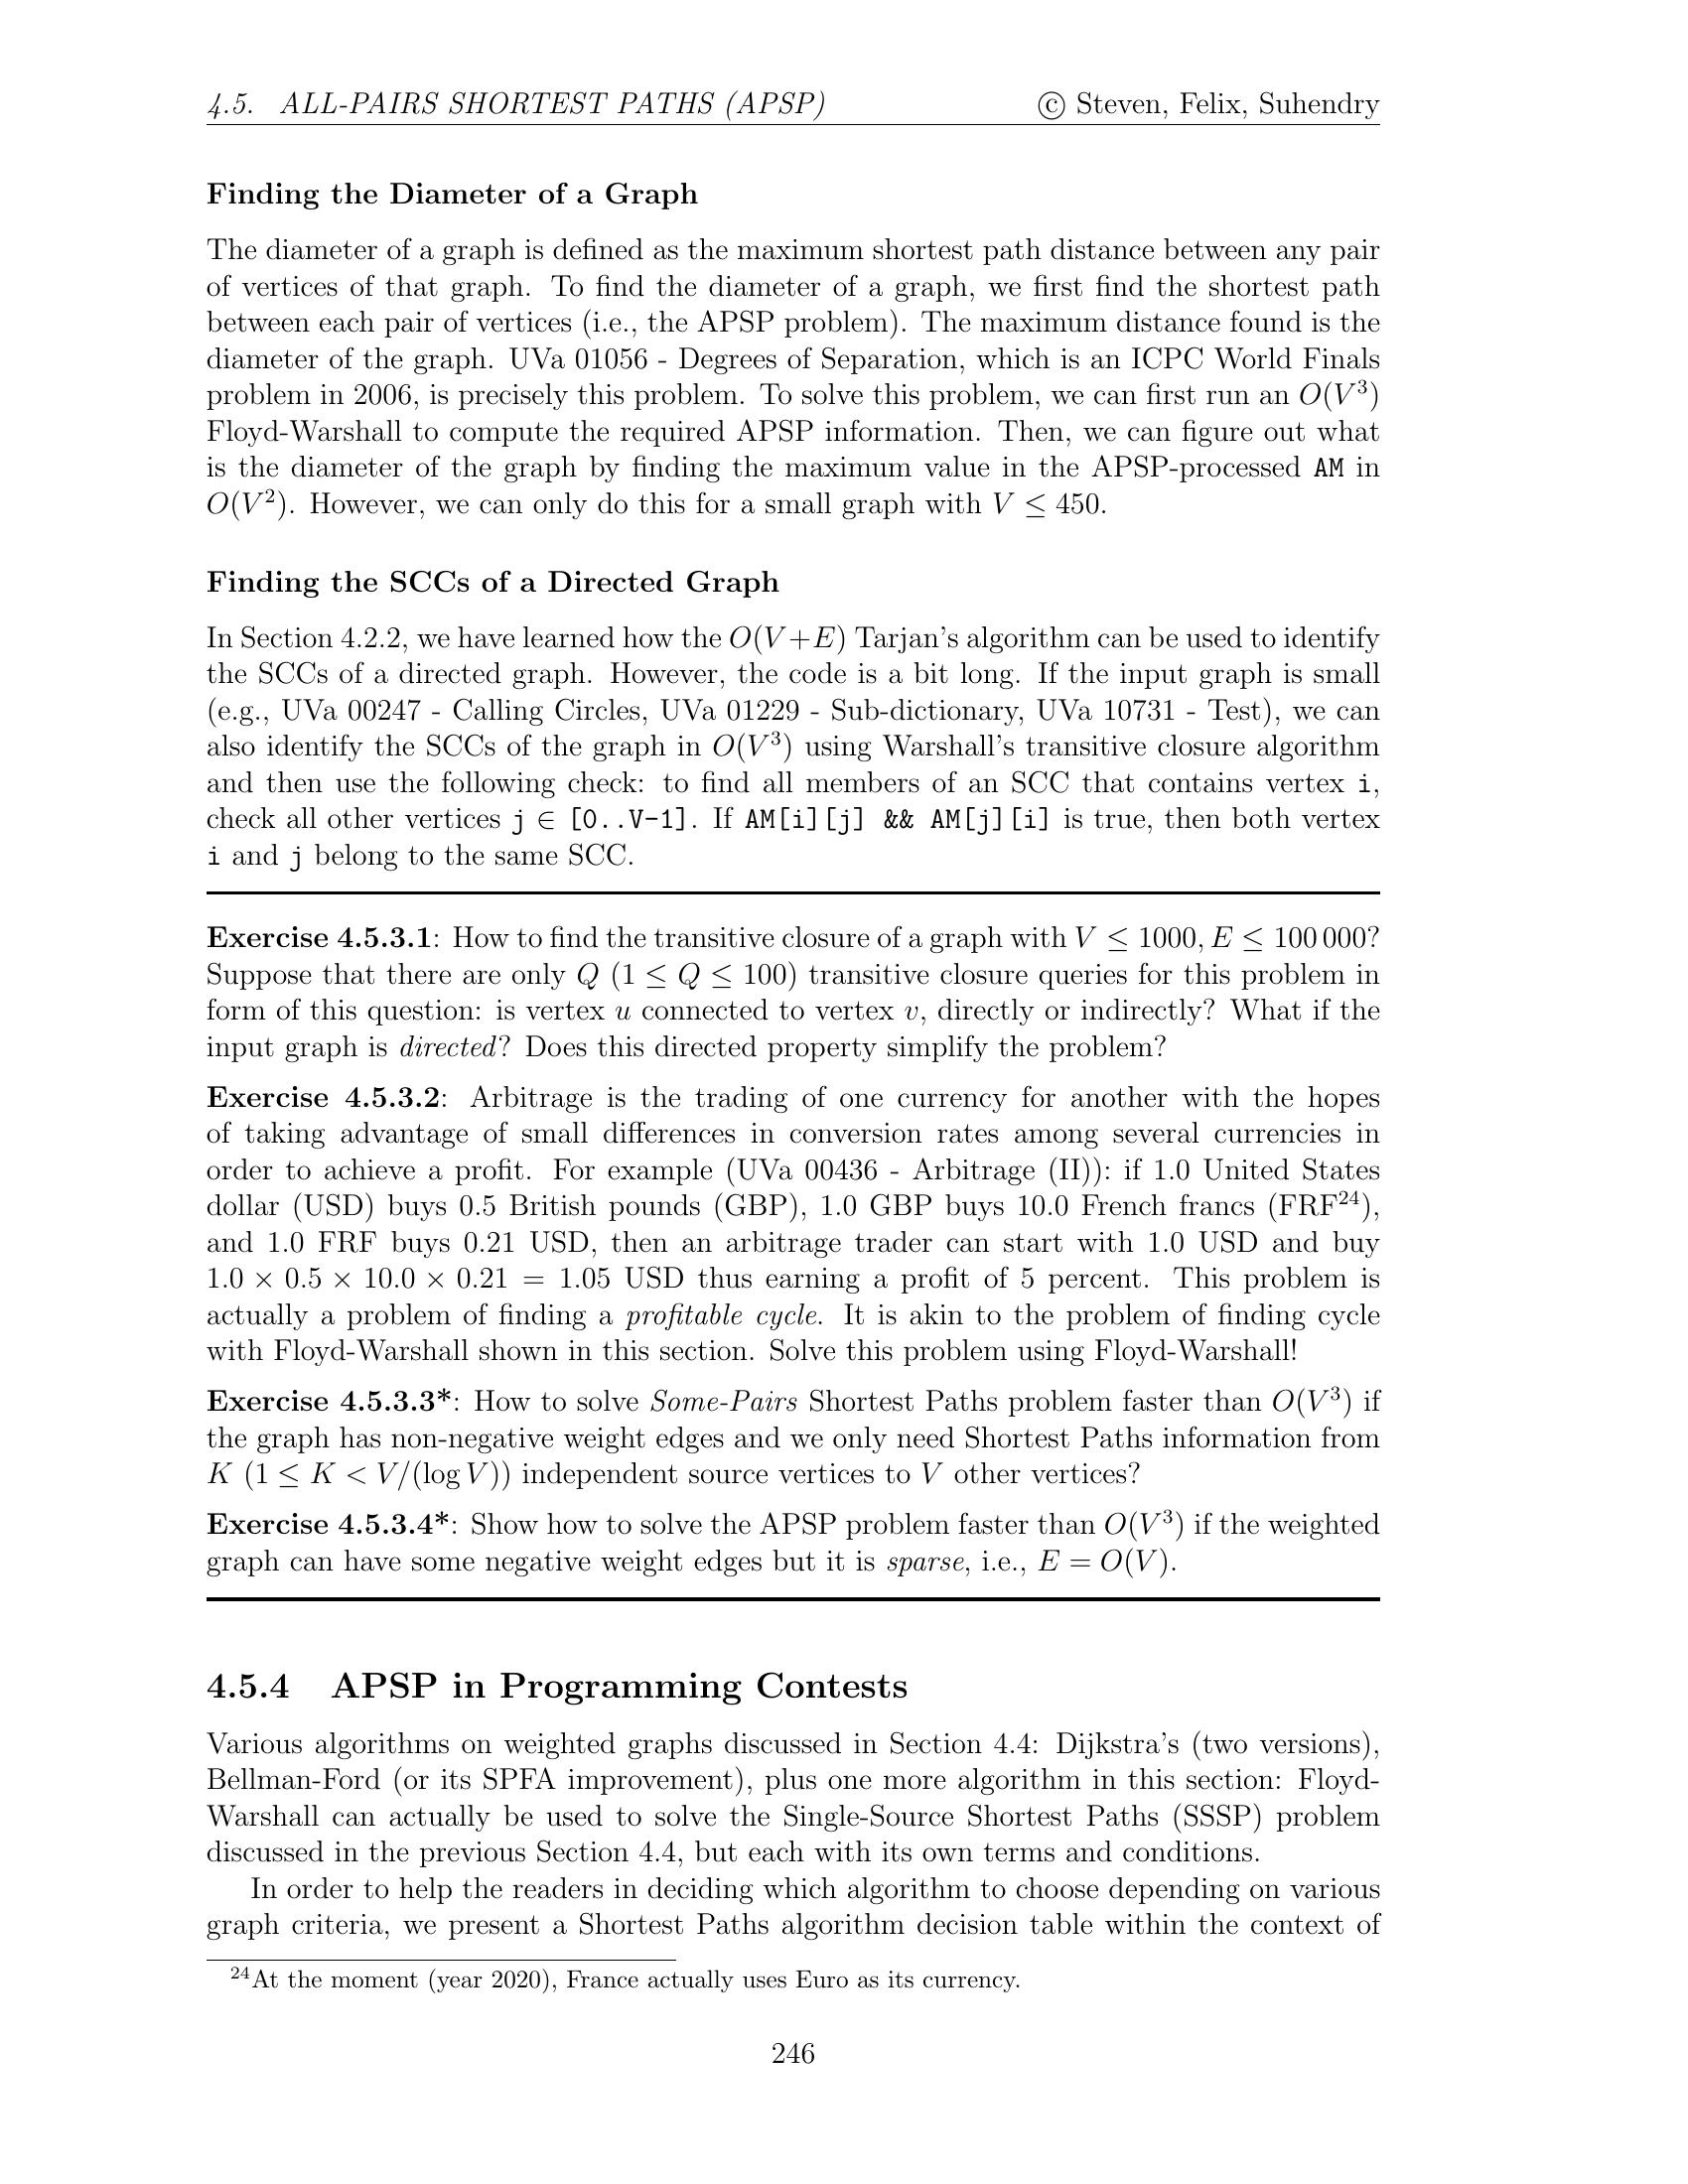 4.5. ALL-PAIRS SHORTEST PATHS (APSP) © Steven, Felix, Suhendry
Finding the Diameter of a Graph
The diameter of a graph is defined as the maximum shortest path distance between any pair
of vertices of that graph. To find the diameter of a graph, we first find the shortest path
between each pair of vertices (i.e., the APSP problem). The maximum distance found is the
diameter of the graph. UVa 01056 - Degrees of Separation, which is an ICPC World Finals
problem in 2006, is precisely this problem. To solve this problem, we can first run an O(V³)
Floyd-Warshall to compute the required APSP information. Then, we can figure out what
is the diameter of the graph by finding the maximum value in the APSP-processed AM in
O(V²). However, we can only do this for a small graph with V ≤ 450.
Finding the SCCs of a Directed Graph
In Section 4.2.2, we have learned how the O(V+E) Tarjan's algorithm can be used to identify
the SCCs of a directed graph. However, the code is a bit long. If the input graph is small
(e.g., UVa 00247 - Calling Circles, UVa 01229 - Sub-dictionary, UVa 10731 - Test), we can
also identify the SCCs of the graph in O(V³) using Warshall's transitive closure algorithm
and then use the following check: to find all members of an SCC that contains vertex i,
check all other vertices j ∈ [0..V-1]. If AM[i][j] && AM[j][i] is true, then both vertex
i and j belong to the same SCC.
Exercise 4.5.3.1: How to find the transitive closure of a graph with V ≤ 1000, E ≤ 100 000?
Suppose that there are only Q (1 ≤ Q ≤ 100) transitive closure queries for this problem in
form of this question: is vertex u connected to vertex v, directly or indirectly? What if the
input graph is directed? Does this directed property simplify the problem?
Exercise 4.5.3.2: Arbitrage is the trading of one currency for another with the hopes
of taking advantage of small differences in conversion rates among several currencies in
order to achieve a profit. For example (UVa 00436 - Arbitrage (II)): if 1.0 United States
dollar (USD) buys 0.5 British pounds (GBP), 1.0 GBP buys 10.0 French francs (FRF²⁴),
and 1.0 FRF buys 0.21 USD, then an arbitrage trader can start with 1.0 USD and buy
1.0 × 0.5 × 10.0 × 0.21 = 1.05 USD thus earning a profit of 5 percent. This problem is
actually a problem of finding a profitable cycle. It is akin to the problem of finding cycle
with Floyd-Warshall shown in this section. Solve this problem using Floyd-Warshall!
Exercise 4.5.3.3*: How to solve Some-Pairs Shortest Paths problem faster than O(V³) if
the graph has non-negative weight edges and we only need Shortest Paths information from
K (1 ≤ K < V/(log V)) independent source vertices to V other vertices?
Exercise 4.5.3.4*: Show how to solve the APSP problem faster than O(V³) if the weighted
graph can have some negative weight edges but it is sparse, i.e., E = O(V).
4.5.4 APSP in Programming Contests
Various algorithms on weighted graphs discussed in Section 4.4: Dijkstra's (two versions),
Bellman-Ford (or its SPFA improvement), plus one more algorithm in this section: Floyd-
Warshall can actually be used to solve the Single-Source Shortest Paths (SSSP) problem
discussed in the previous Section 4.4, but each with its own terms and conditions.
In order to help the readers in deciding which algorithm to choose depending on various
graph criteria, we present a Shortest Paths algorithm decision table within the context of
²⁴At the moment (year 2020), France actually uses Euro as its currency.
246